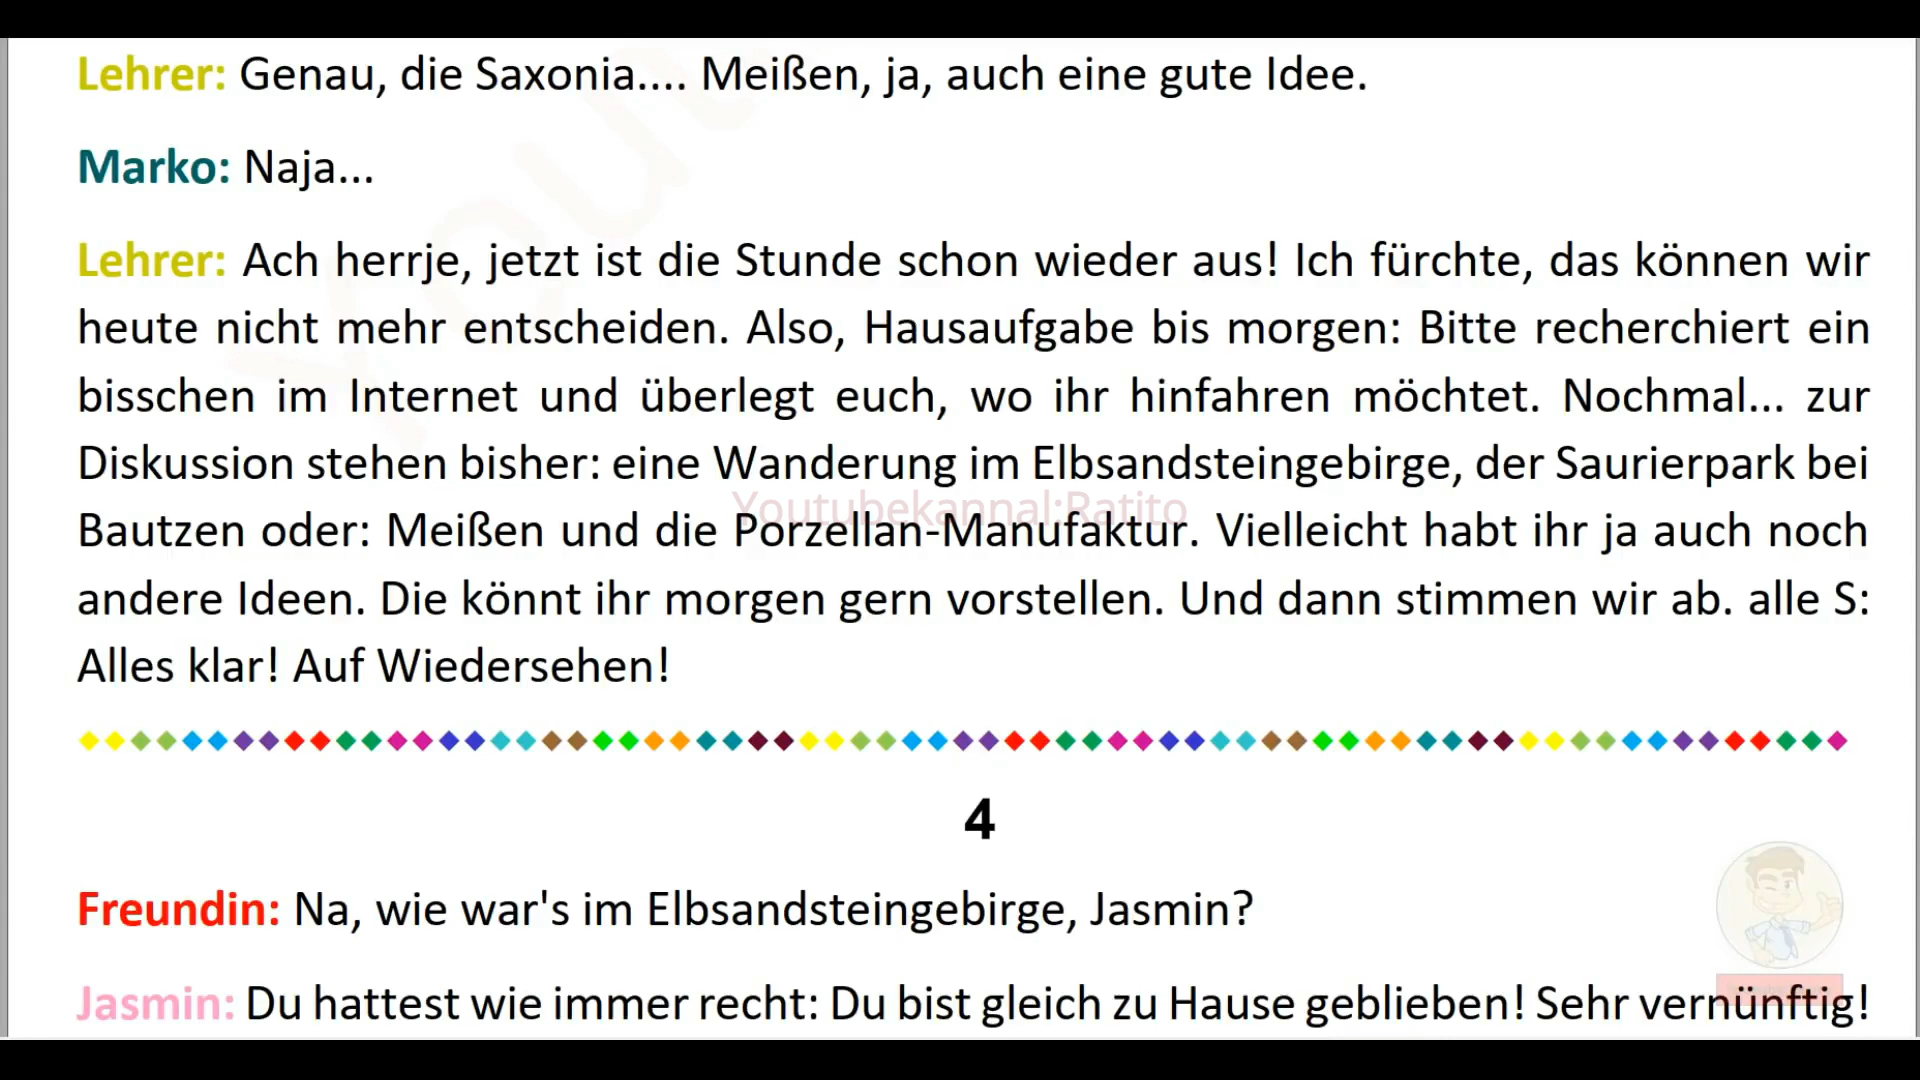 Lehrer: Genau, die Saxonia.... Meißen, ja, auch eine gute Idee.
Marko: Naja...
Lehrer: Ach herrje, jetzt ist die Stunde schon wieder aus! Ich fürchte, das können wir
heute nicht mehr entscheiden. Also, Hausaufgabe bis morgen: Bitte recherchiert ein
bisschen im Internet und überlegt euch, wo ihr hinfahren möchtet. Nochmal... zur
Diskussion stehen bisher: eine Wanderung im Elbsandsteingebirge, der Saurierpark bei
Youtubekannal:Ratito
Bautzen oder: Meißen und die Porzellan-Manufaktur. Vielleicht habt ihr ja auch noch
andere Ideen. Die könnt ihr morgen gern vorstellen. Und dann stimmen wir ab. alle S:
Alles klar! Auf Wiedersehen!
4
Freundin: Na, wie war's im Elbsandsteingebirge, Jasmin?
Jasmin: Du hattest wie immer recht: Du bist gleich zu Hause geblieben! Sehr vernünftig!